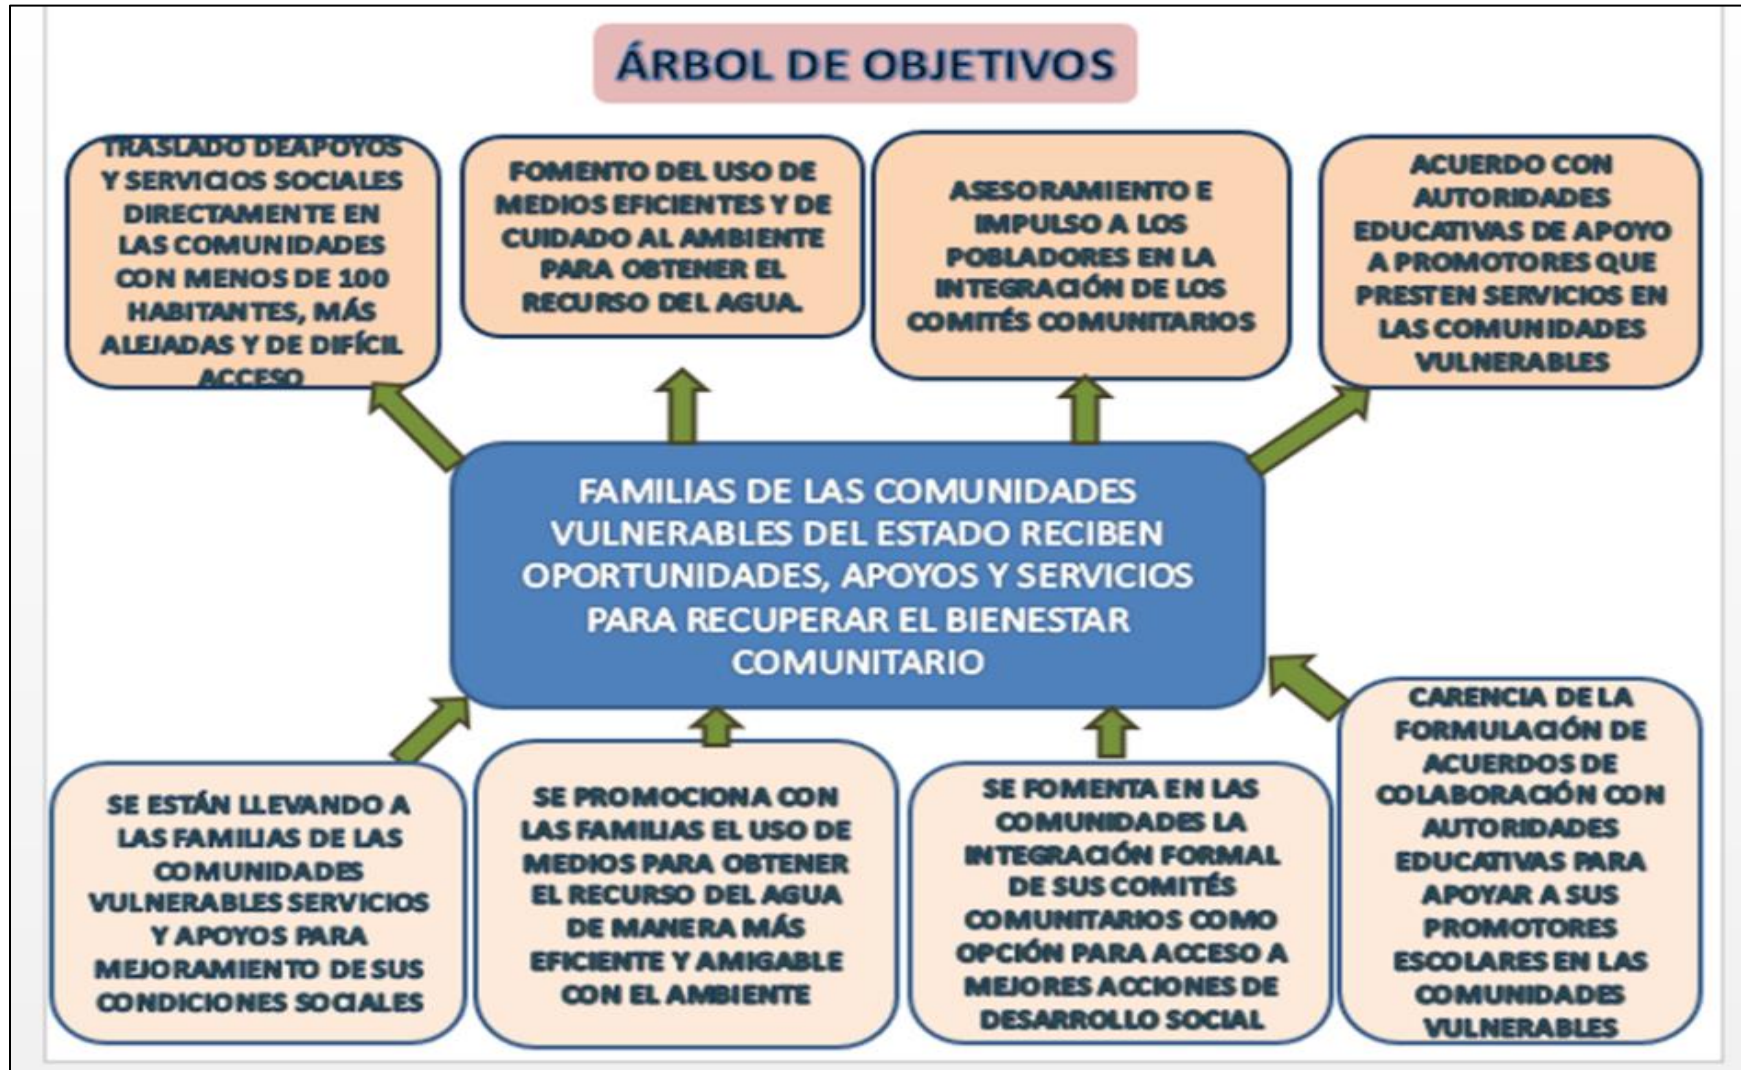 ÁRBOL DE OBJETIVOS
TRASLADO DEAPOYOS
Y SERVICIOS SOCIALES
DIRECTAMENTE EN
LAS COMUNIDADES
CON MENOS DE 100
HABITANTES, MÁS
ALEJADAS Y DE DIFÍCIL
ACCESO
FOMENTO DEL USO DE
MEDIOS EFICIENTES Y DE
CUIDADO AL AMBIENTE
PARA OBTENER EL
RECURSO DEL AGUA.
ASESORAMIENTO E
IMPULSO A LOS
POBLADORES EN LA
INTEGRACIÓN DE LOS
COMITÉS COMUNITARIOS
ACUERDO CON
AUTORIDADES
EDUCATIVAS DE APOYO
A PROMOTORES QUE
PRESTEN SERVICIOS EN
LAS COMUNIDADES
VULNERABLES
FAMILIAS DE LAS COMUNIDADES
VULNERABLES DEL ESTADO RECIBEN
OPORTUNIDADES, APOYOS Y SERVICIOS
PARA RECUPERAR EL BIENESTAR
COMUNITARIO
SE ESTÁN LLEVANDO A
LAS FAMILIAS DE LAS
COMUNIDADES
VULNERABLES SERVICIOS
Y APOYOS PARA
MEJORAMIENTO DE SUS
CONDICIONES SOCIALES
SE PROMOCIONA CON
LAS FAMILIAS EL USO DE
MEDIOS PARA OBTENER
EL RECURSO DEL AGUA
DE MANERA MÁS
EFICIENTE Y AMIGABLE
CON EL AMBIENTE
SE FOMENTA EN LAS
COMUNIDADES LA
INTEGRACIÓN FORMAL
DE SUS COMITÉS
COMUNITARIOS COMO
OPCIÓN PARA ACCESO A
MEJORES ACCIONES DE
DESARROLLO SOCIAL
CARENCIA DE LA
FORMULACIÓN DE
ACUERDOS DE
COLABORACIÓN CON
AUTORIDADES
EDUCATIVAS PARA
APOYAR A SUS
PROMOTORES
ESCOLARES EN LAS
COMUNIDADES
VULNERABLES